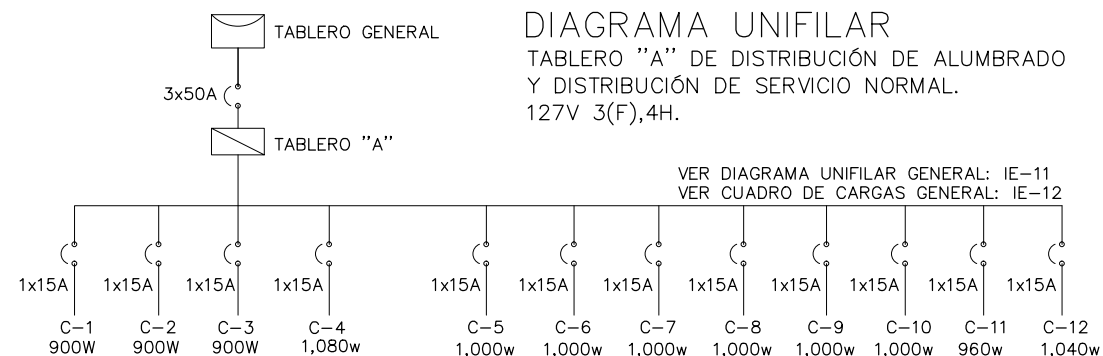 DIAGRAMA UNIFILAR
TABLERO GENERAL
TABLERO "A" DE DISTRIBUCIÓN DE ALUMBRADO
Y DISTRIBUCIÓN DE SERVICIO NORMAL.
127V 3(F),4H.
3x50A
TABLERO "A"
VER DIAGRAMA UNIFILAR GENERAL: IE-11
VER CUADRO DE CARGAS GENERAL: IE-12
1x15A 1x15A 1x15A 1x15A 1x15A 1x15A 1x15A 1x15A 1x15A 1x15A 1x15A 1x15A
C-1 C-2 C-3 C-4 C-5 C-6 C-7 C-8 C-9 C-10 C-11 C-12
900W 900W 900W 1,080w 1,000w 1,000w 1,000w 1,000w 1,000w 1,000w 960w 1,040w